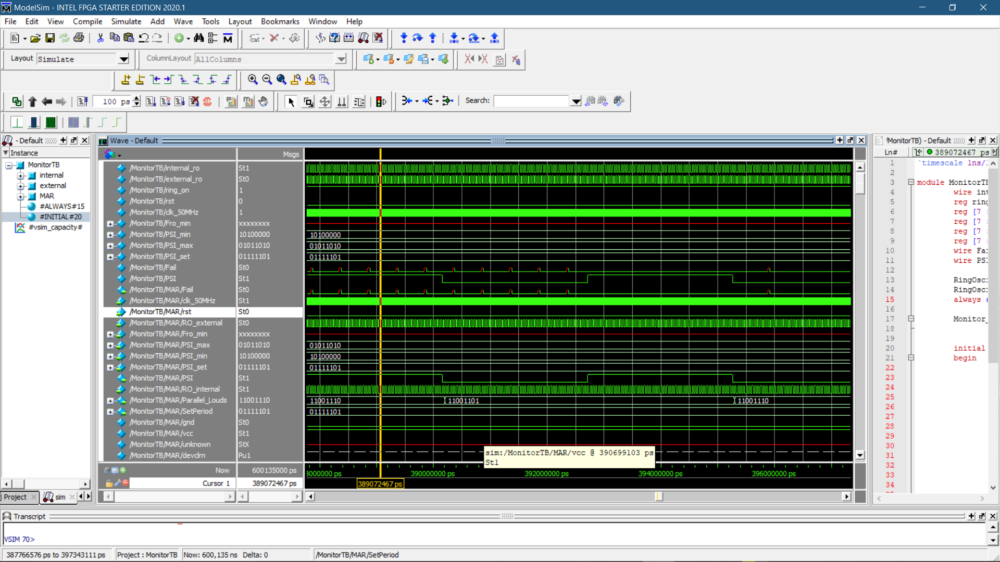 ModelSim - INTEL FPGA STARTER EDITION 2020.1
File Edit View Compile Simulate Add Wave Tools Layout Bookmarks Window Help
Layout Simulate ColumnLayout AllColumns
100 ps Search:
- Default
Instance
MonitorTB
internal
external
MAR
#ALWAYS#15
#INITIAL#20
#vsim_capacity#
Project sim
Wave - Default
Msgs
/MonitorTB/internal_ro St1
/MonitorTB/external_ro St0
/MonitorTB/ring_on 1
/MonitorTB/rst 0
/MonitorTB/clk_50MHz 1
/MonitorTB/Fro_min xxxxxxxx
/MonitorTB/PSI_min 10100000 10100000
/MonitorTB/PSI_max 01011010 01011010
/MonitorTB/PSI_set 01111101 01111101
/MonitorTB/Fail St0
/MonitorTB/PSI St1
/MonitorTB/MAR/Fail St0
/MonitorTB/MAR/clk_50MHz St1
/MonitorTB/MAR/rst St0
/MonitorTB/MAR/RO_external St0
/MonitorTB/MAR/Fro_min xxxxxxxx
/MonitorTB/MAR/PSI_max 01011010 01011010
/MonitorTB/MAR/PSI_min 10100000 10100000
/MonitorTB/MAR/PSI_set 01111101 01111101
/MonitorTB/MAR/PSI St1
/MonitorTB/MAR/RO_internal St1
/MonitorTB/MAR/Parallel_Louds 11001110 11001110 11001101 11001110
/MonitorTB/MAR/SetPeriod 01111101 01111101
/MonitorTB/MAR/gnd St0
/MonitorTB/MAR/vcc St1
/MonitorTB/MAR/unknown StX
/MonitorTB/MAR/devclrn Pu1
sim:/MonitorTB/MAR/vcc @ 390699103 ps
St1
Now 600135000 ps 8000000 ps 390000000 ps 392000000 ps 394000000 ps 396000000 ps
Cursor 1 389072467 ps 389072467 ps
MonitorTB) - Default
Ln# 389072467 ps
1 `timescale 1ns/
2
3 module MonitorTB
4 wire int
5 reg ring
6 reg [7 :
7 reg [7 :
8 reg [7 :
9 reg [7 :
10 wire Fai
11 wire PSI
12
13 RingOsc
14 RingOsc
15 always #
16
17 Monitor_
18
19
20 initial
21 begin
22
23
24
25
26
27
28
29
30
31
32
33
34
Transcript
VSIM 70>
387766576 ps to 397343111 ps Project : MonitorTB Now: 600,135 ns Delta: 0 /MonitorTB/MAR/SetPeriod